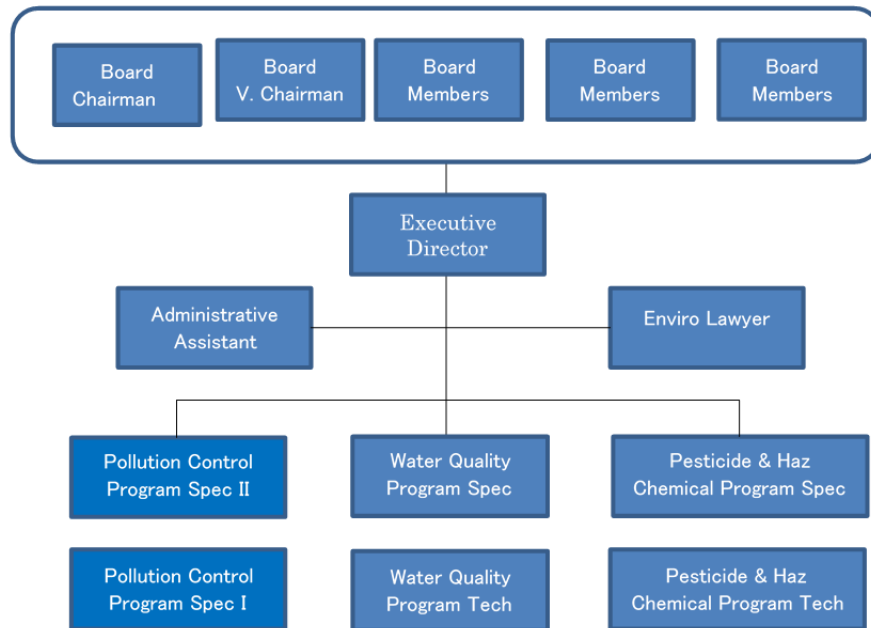 Board
Chairman
Board
V. Chairman
Board
Members
Board
Members
Board
Members
Executive
Director
Administrative
Assistant
Enviro Lawyer
Pollution Control
Program Spec II
Water Quality
Program Spec
Pesticide & Haz
Chemical Program Spec
Pollution Control
Program Spec I
Water Quality
Program Tech
Pesticide & Haz
Chemical Program Tech